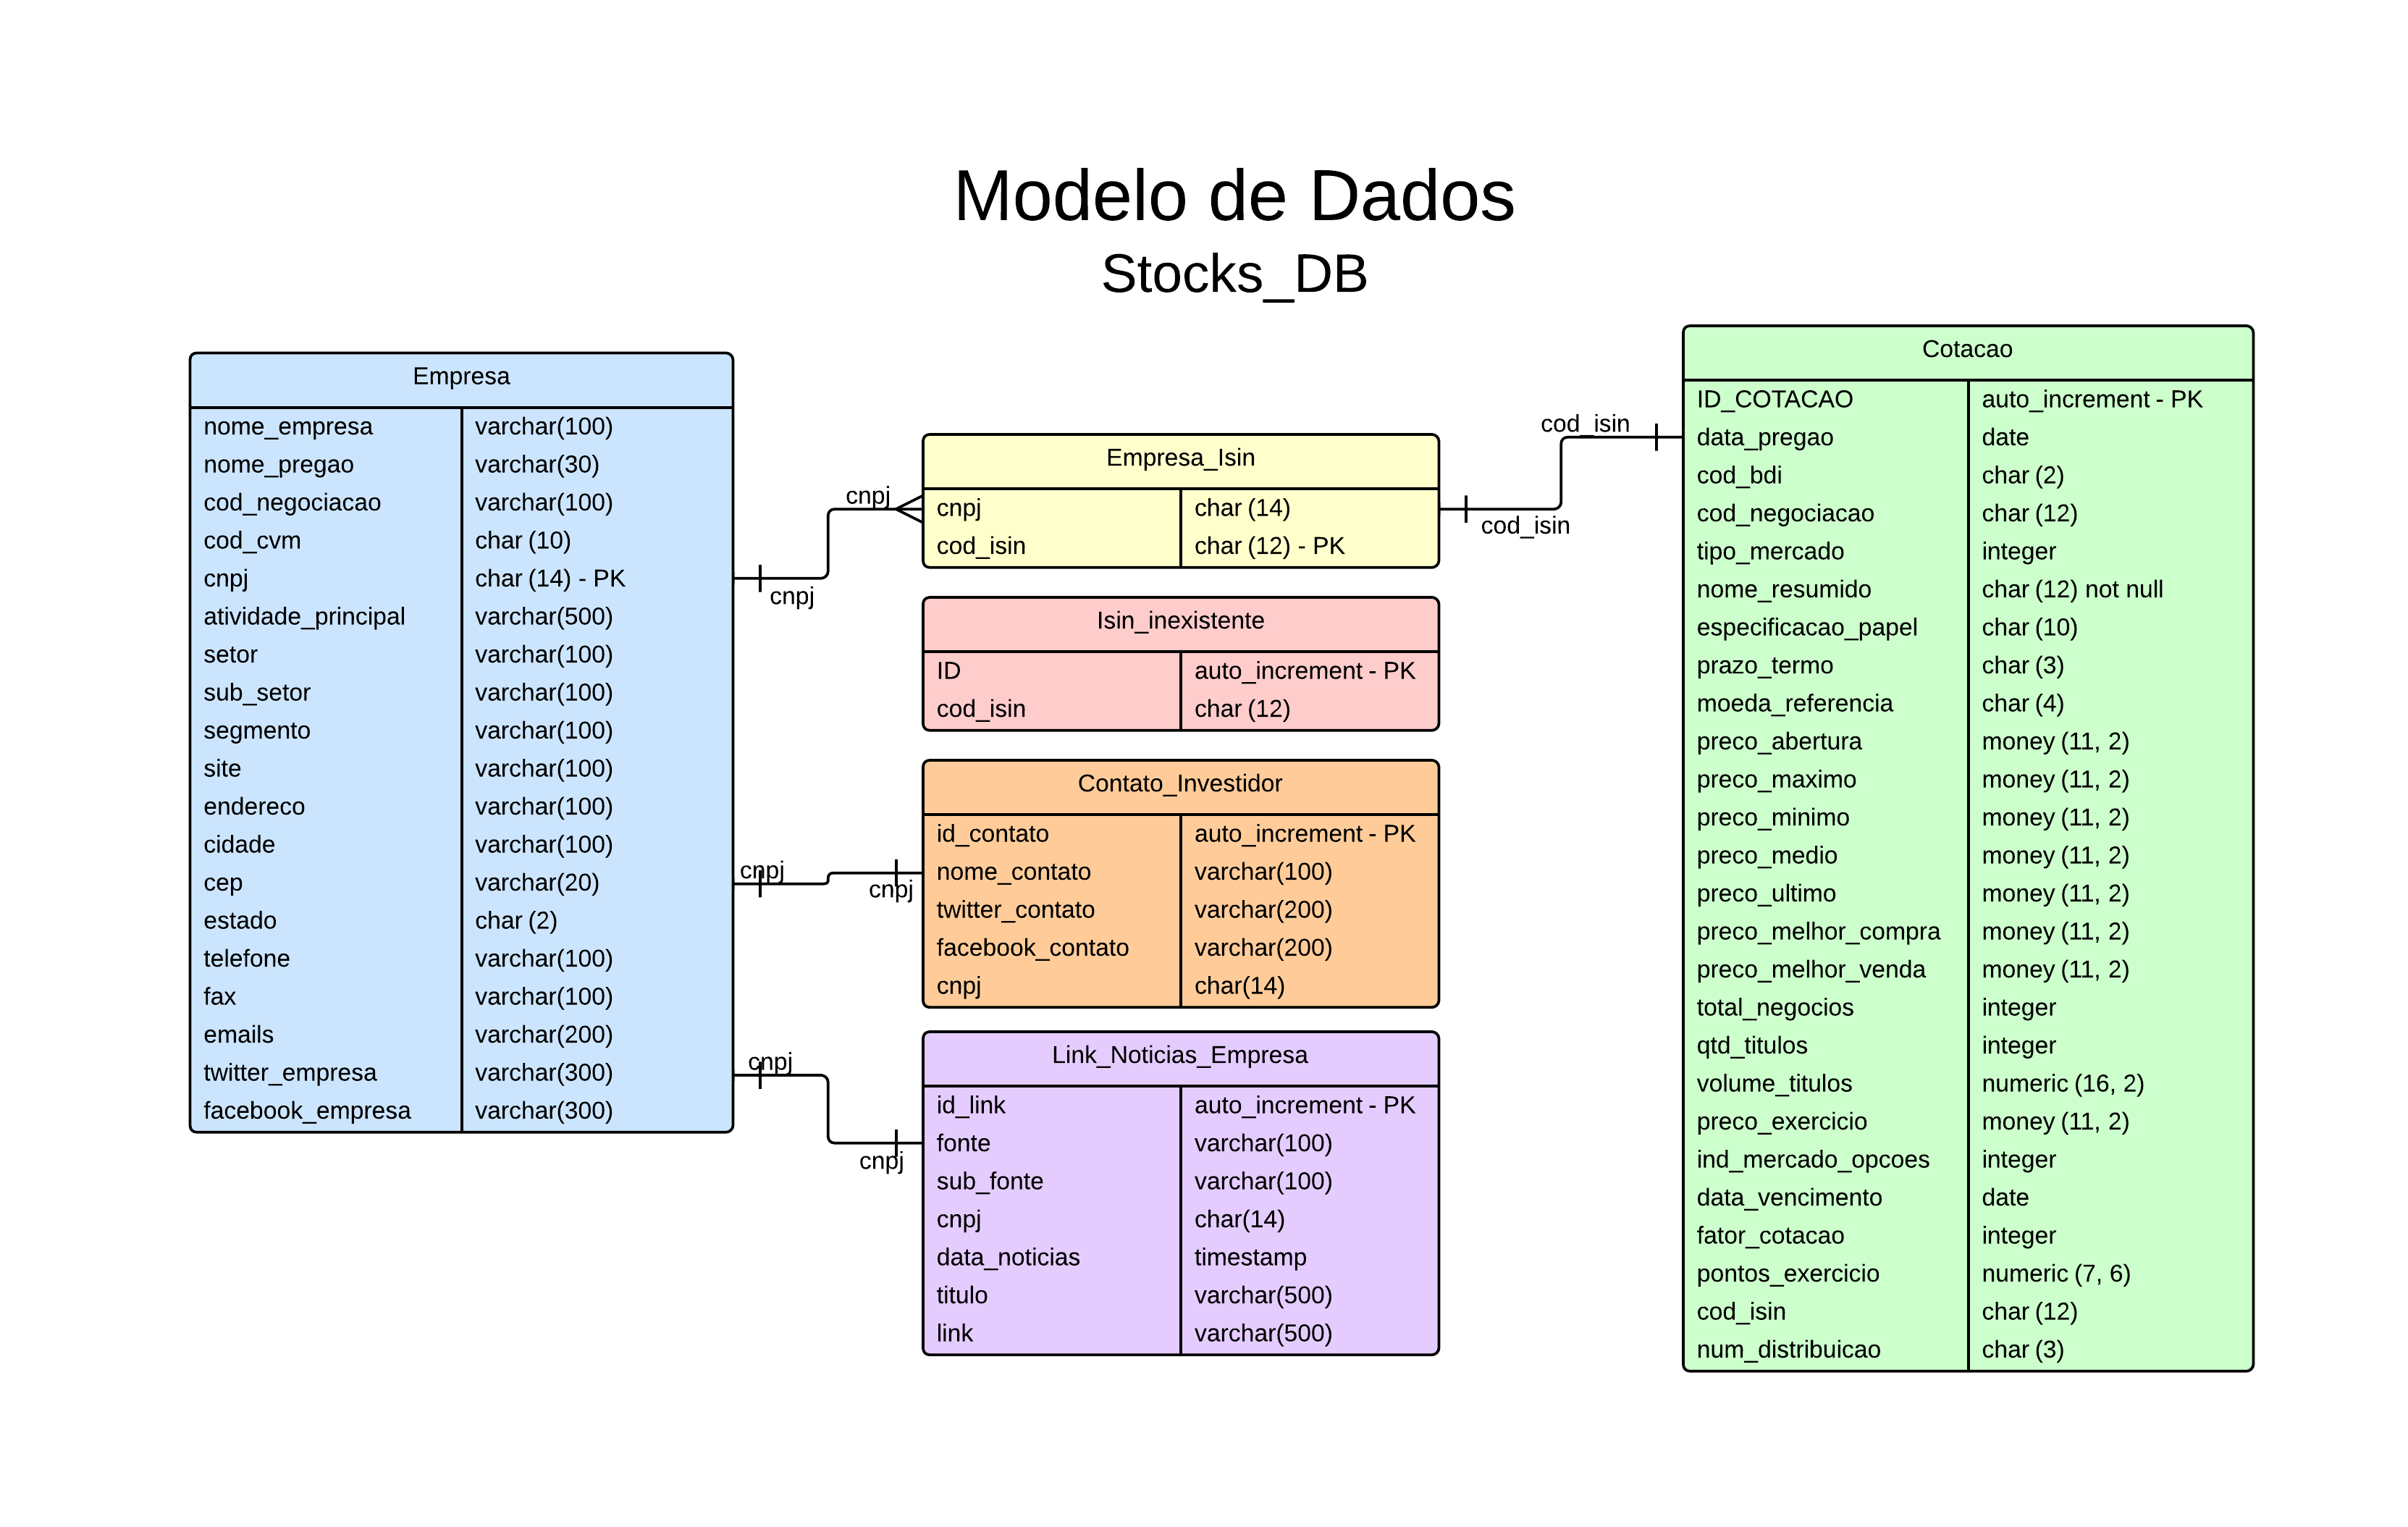 Modelo de Dados
Stocks_DB
Empresa
nome_empresa varchar(100)
nome_pregao varchar(30)
cod_negociacao varchar(100)
cod_cvm char (10)
cnpj char (14) - PK
atividade_principal varchar(500)
setor varchar(100)
sub_setor varchar(100)
segmento varchar(100)
site varchar(100)
endereco varchar(100)
cidade varchar(100)
cep varchar(20)
estado char (2)
telefone varchar(100)
fax varchar(100)
emails varchar(200)
twitter_empresa varchar(300)
facebook_empresa varchar(300)
cnpj
cnpj
cnpj
cnpj
cnpj
cnpj
Empresa_Isin
cnpj char (14)
cod_isin char (12) - PK
Isin_inexistente
ID auto_increment - PK
cod_isin char (12)
Contato_Investidor
id_contato auto_increment - PK
nome_contato varchar(100)
twitter_contato varchar(200)
facebook_contato varchar(200)
cnpj char(14)
Link_Noticias_Empresa
id_link auto_increment - PK
fonte varchar(100)
sub_fonte varchar(100)
cnpj char(14)
data_noticias timestamp
titulo varchar(500)
link varchar(500)
cod_isin
cod_isin
Cotacao
ID_COTACAO auto_increment - PK
data_pregao date
cod_bdi char (2)
cod_negociacao char (12)
tipo_mercado integer
nome_resumido char (12) not null
especificacao_papel char (10)
prazo_termo char (3)
moeda_referencia char (4)
preco_abertura money (11, 2)
preco_maximo money (11, 2)
preco_minimo money (11, 2)
preco_medio money (11, 2)
preco_ultimo money (11, 2)
preco_melhor_compra money (11, 2)
preco_melhor_venda money (11, 2)
total_negocios integer
qtd_titulos integer
volume_titulos numeric (16, 2)
preco_exercicio money (11, 2)
ind_mercado_opcoes integer
data_vencimento date
fator_cotacao integer
pontos_exercicio numeric (7, 6)
cod_isin char (12)
num_distribuicao char (3)